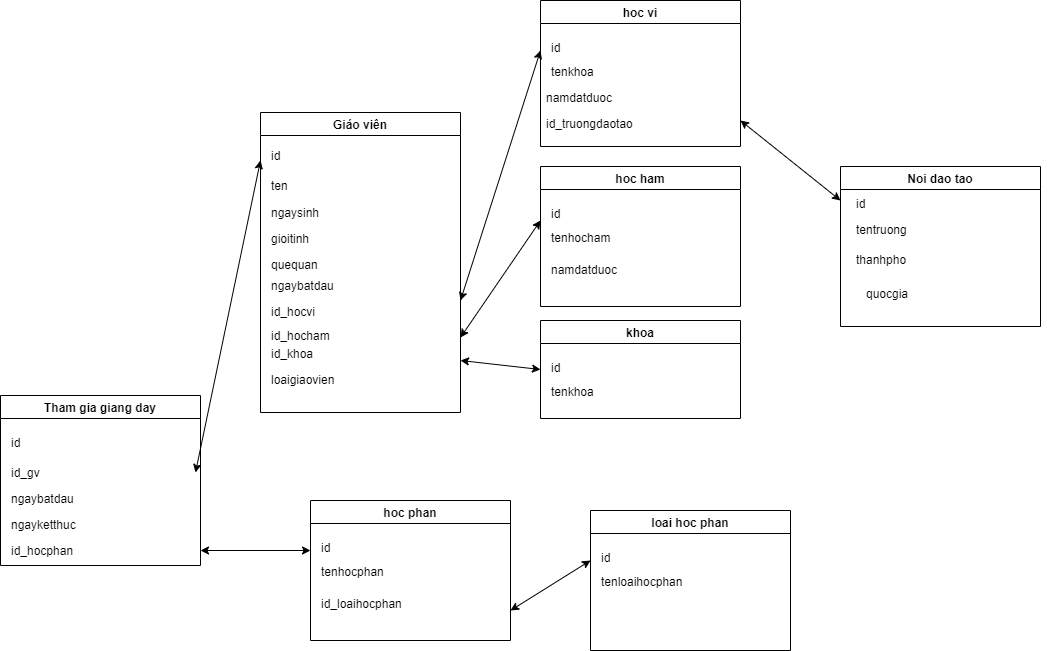 hoc vi
id
tenkhoa
namdatduoc
id_truongdaotao
Giáo viên
id
ten
ngaysinh
gioitinh
quequan
ngaybatdau
id_hocvi
id_hocham
id_khoa
loaigiaovien
hoc ham
id
tenhocham
namdatduoc
Noi dao tao
id
tentruong
thanhpho
quocgia
khoa
id
tenkhoa
Tham gia giang day
id
id_gv
ngaybatdau
ngayketthuc
id_hocphan
hoc phan
id
tenhocphan
id_loaihocphan
loai hoc phan
id
tenloaihocphan